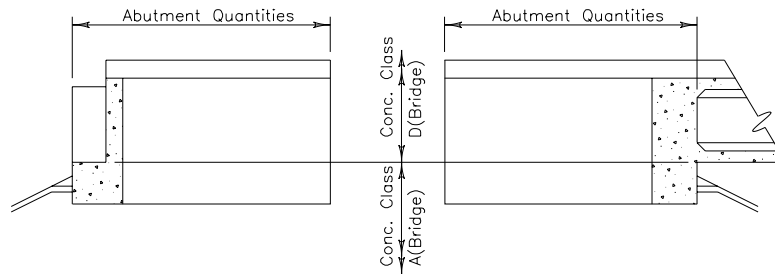 Abutment Quantities
Abutment Quantities
Conc. Class
D(Bridge)
Conc. Class
A(Bridge)